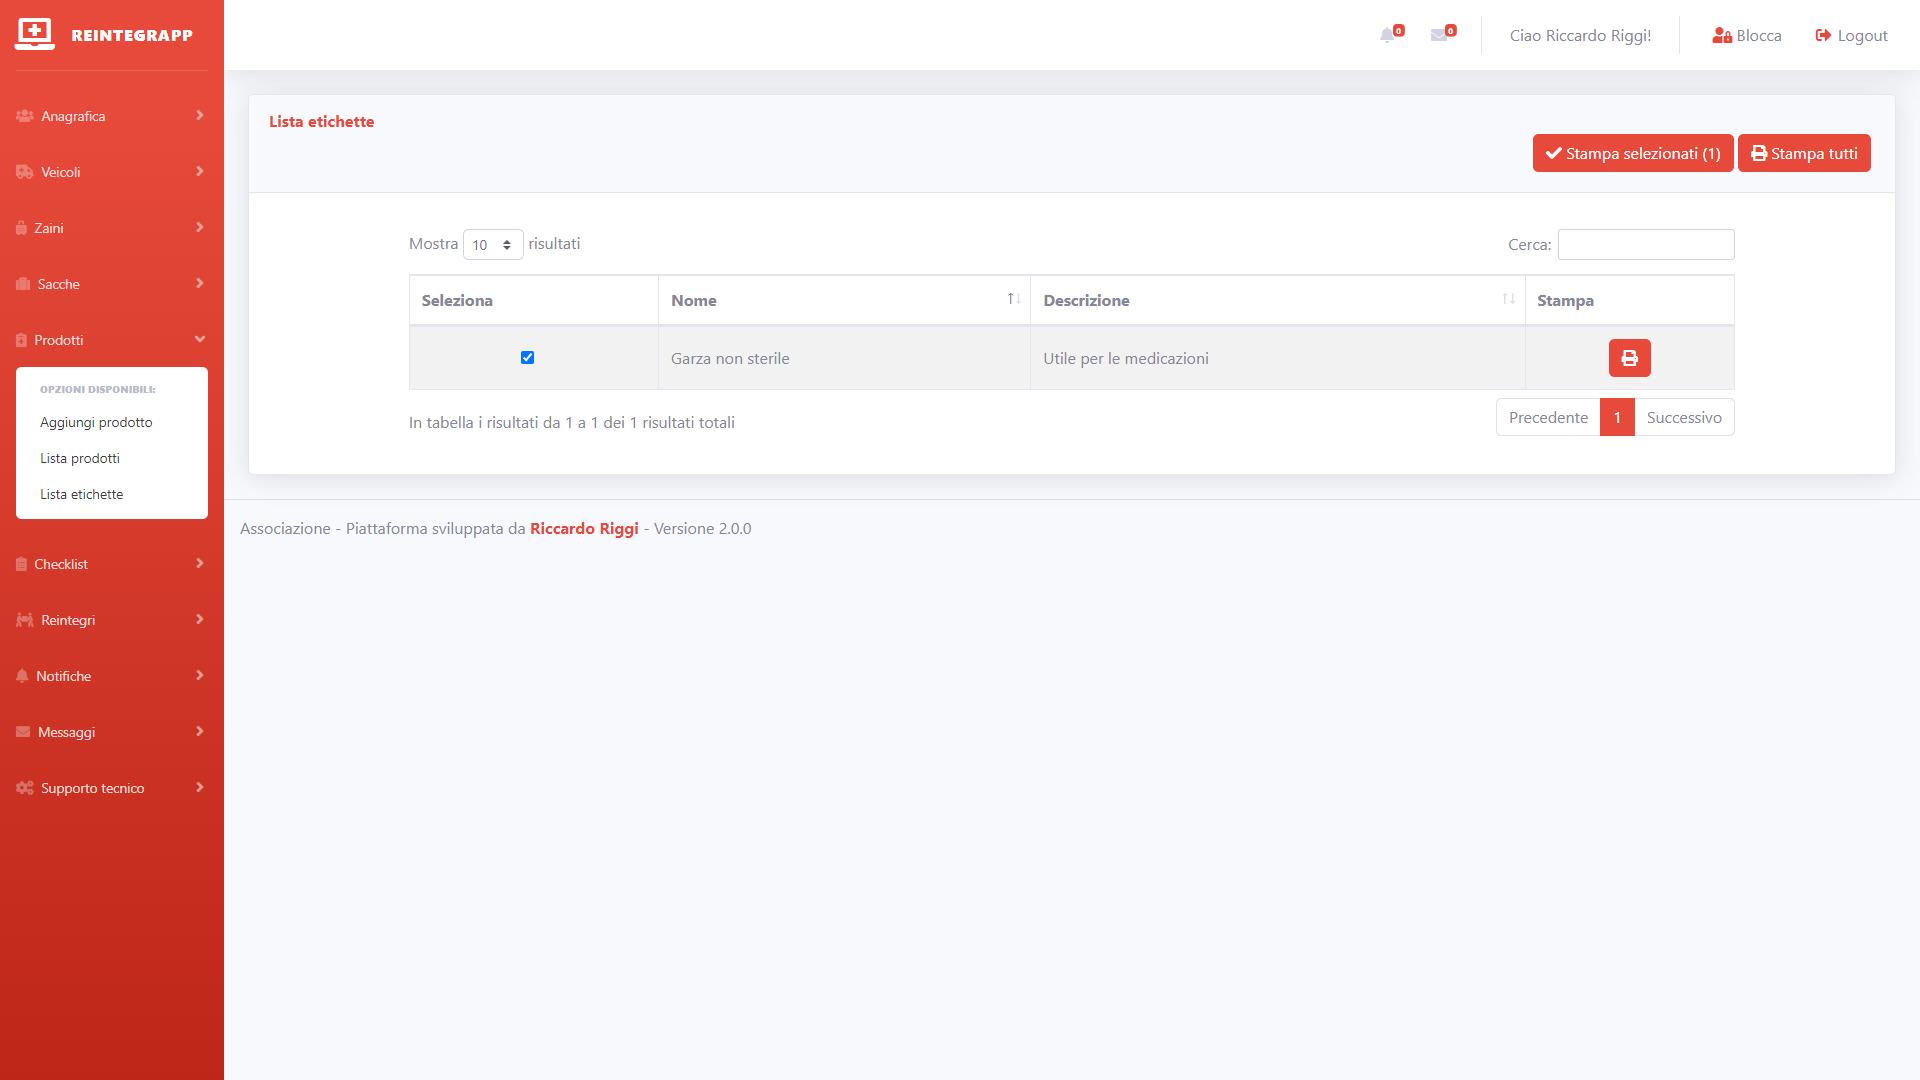 REINTEGRAPP
0
0
Ciao Riccardo Riggi!
Blocca
Logout
Anagrafica
Veicoli
Zaini
Sacche
Prodotti
OPZIONI DISPONIBILI:
Aggiungi prodotto
Lista prodotti
Lista etichette
Checklist
Reintegri
Notifiche
Messaggi
Supporto tecnico
Lista etichette
Stampa selezionati (1)
Stampa tutti
Mostra 10 risultati
Cerca:
Seleziona Nome Descrizione Stampa
Garza non sterile Utile per le medicazioni
In tabella i risultati da 1 a 1 dei 1 risultati totali
Precedente 1 Successivo
Associazione - Piattaforma sviluppata da Riccardo Riggi - Versione 2.0.0